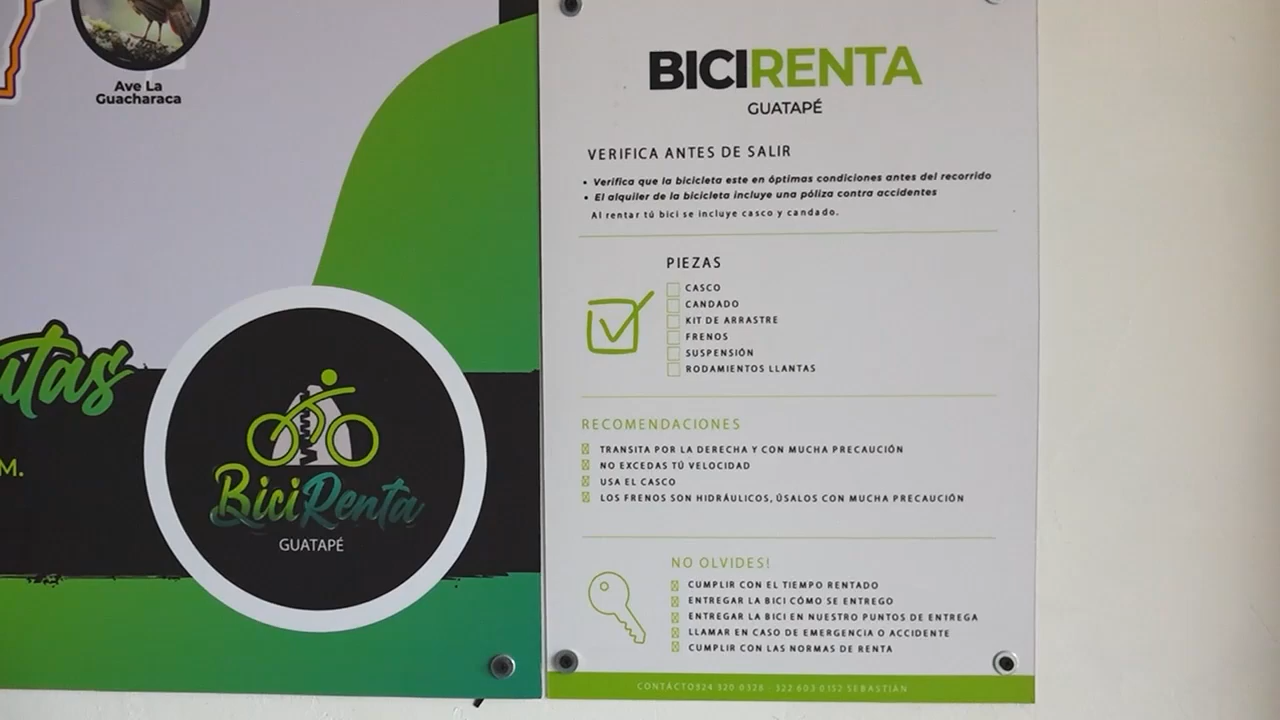 Ave La
Guacharaca
utas
M.
BiciRenta
GUATAPÉ
BICIRENTA
GUATAPÉ
VERIFICA ANTES DE SALIR
• Verifica que la bicicleta este en óptimas condiciones antes del recorrido
• El alquiler de la bicicleta incluye una póliza contra accidentes
Al rentar tú bici se incluye casco y candado.
PIEZAS
CASCO
CANDADO
KIT DE ARRASTRE
FRENOS
SUSPENSIÓN
RODAMIENTOS LLANTAS
RECOMENDACIONES
TRANSITA POR LA DERECHA Y CON MUCHA PRECAUCIÓN
NO EXCEDAS TÚ VELOCIDAD
USA EL CASCO
LOS FRENOS SON HIDRÁULICOS, ÚSALOS CON MUCHA PRECAUCIÓN
NO OLVIDES!
CUMPLIR CON EL TIEMPO RENTADO
ENTREGAR LA BICI CÓMO SE ENTREGO
ENTREGAR LA BICI EN NUESTRO PUNTOS DE ENTREGA
LLAMAR EN CASO DE EMERGENCIA O ACCIDENTE
CUMPLIR CON LAS NORMAS DE RENTA
CONTÁCTO324 320 0328 - 322 603 0352 SEBASTIAN